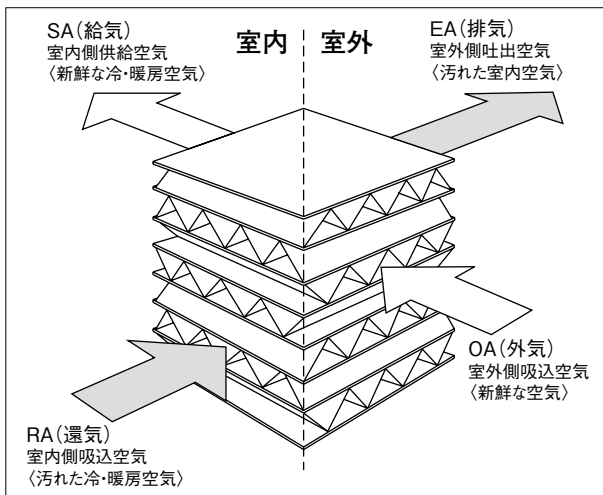 SA（給気）
室内側供給空気
〈新鮮な冷・暖房空気〉
室内
室外
EA（排気）
室外側吐出空気
〈汚れた室内空気〉
OA（外気）
室外側吸込空気
〈新鮮な空気〉
RA（還気）
室内側吸込空気
〈汚れた冷・暖房空気〉